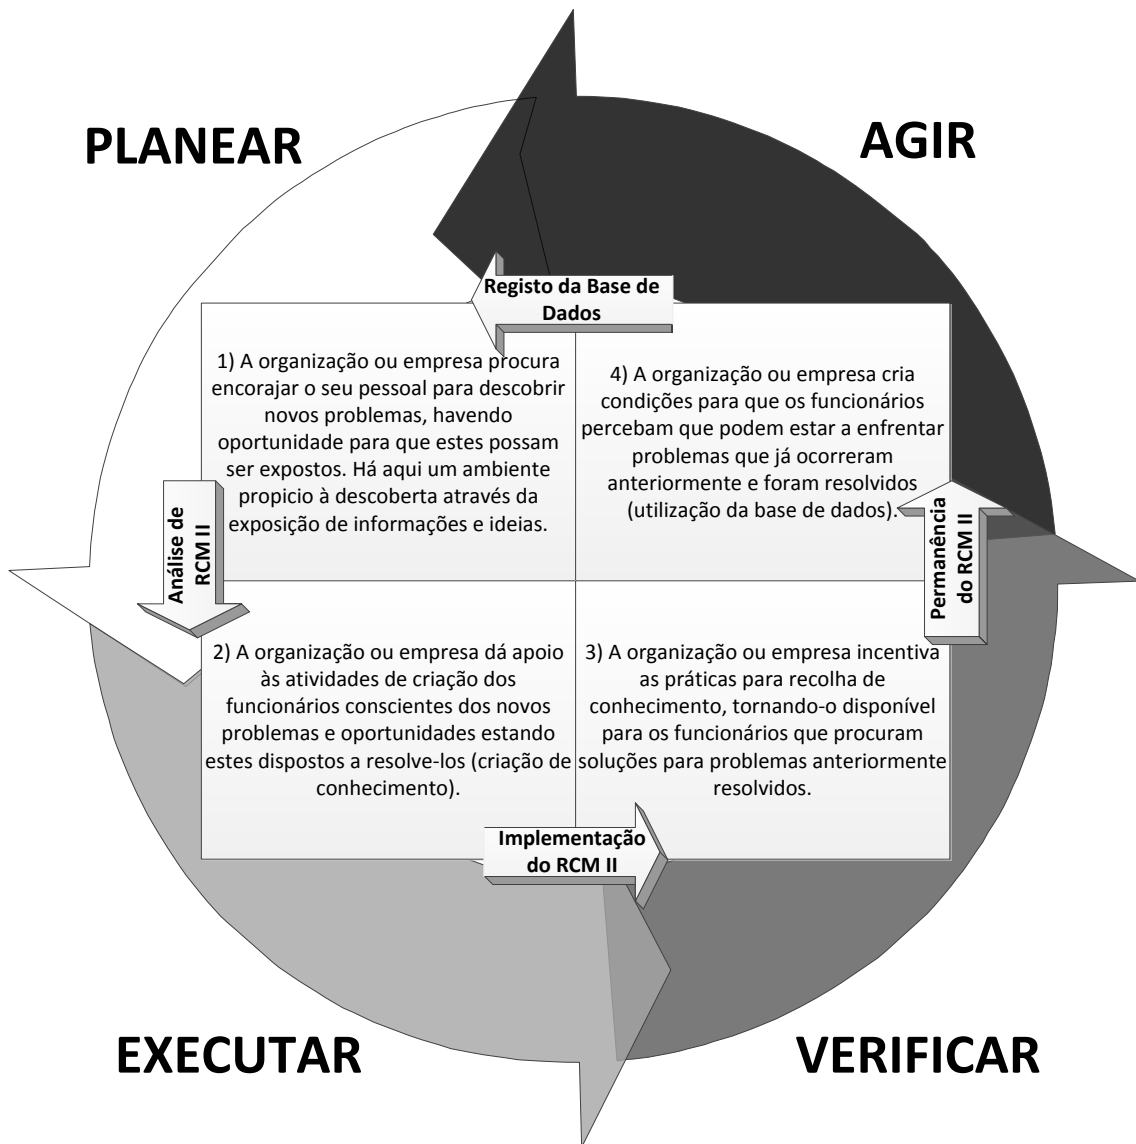 PLANEAR
AGIR
Registo da Base de
Dados
1) A organização ou empresa procura
encorajar o seu pessoal para descobrir
novos problemas, havendo
oportunidade para que estes possam
ser expostos. Há aqui um ambiente
propicio à descoberta através da
exposição de informações e ideias.
4) A organização ou empresa cria
condições para que os funcionários
percebam que podem estar a enfrentar
problemas que já ocorreram
anteriormente e foram resolvidos
(utilização da base de dados).
Análise de
RCM II
Permanência
do RCM II
2) A organização ou empresa dá apoio
às atividades de criação dos
funcionários conscientes dos novos
problemas e oportunidades estando
estes dispostos a resolve-los (criação de
conhecimento).
3) A organização ou empresa incentiva
as práticas para recolha de
conhecimento, tornando-o disponível
para os funcionários que procuram
soluções para problemas anteriormente
resolvidos.
Implementação
do RCM II
EXECUTAR
VERIFICAR